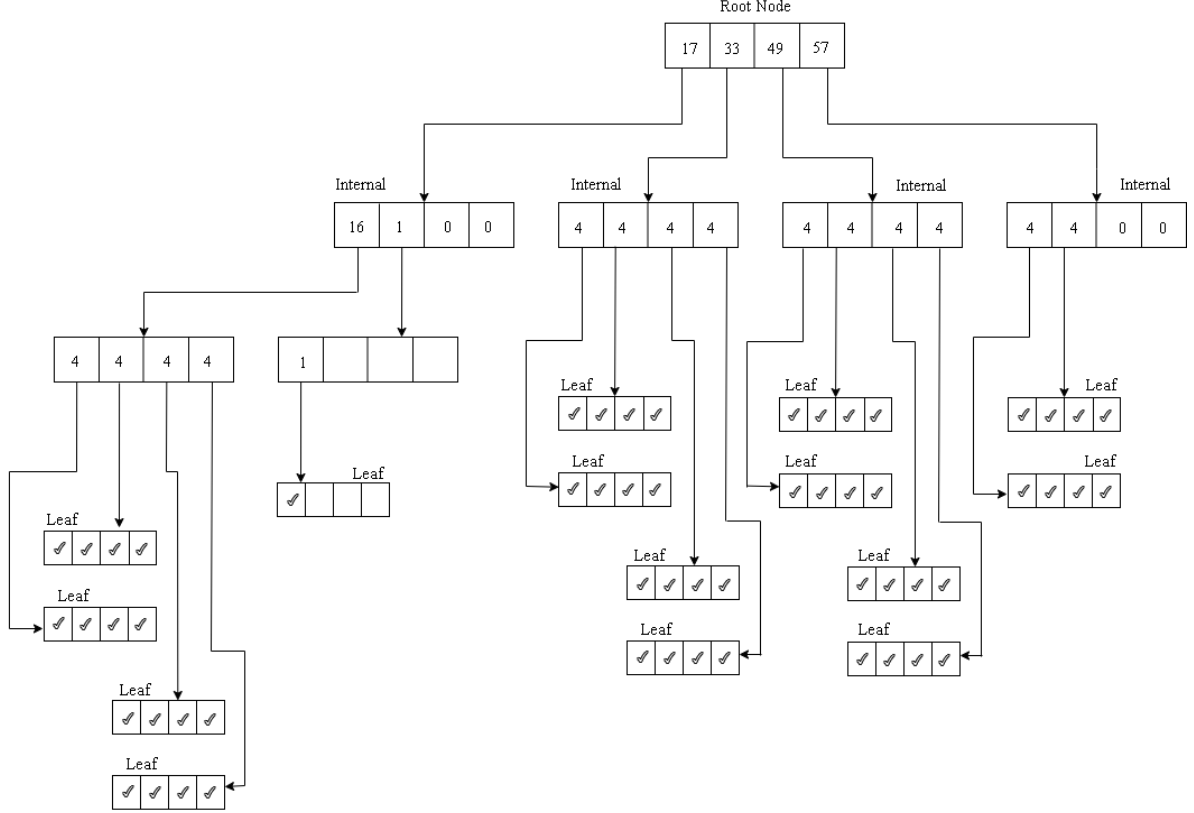 Root Node
17 33 49 57
Internal Internal Internal Internal
16 1 0 0 4 4 4 4 4 4 4 4 4 4 0 0
4 4 4 4 1
Leaf Leaf Leaf
Leaf Leaf Leaf
Leaf
Leaf
Leaf Leaf
Leaf
Leaf Leaf
Leaf
Leaf